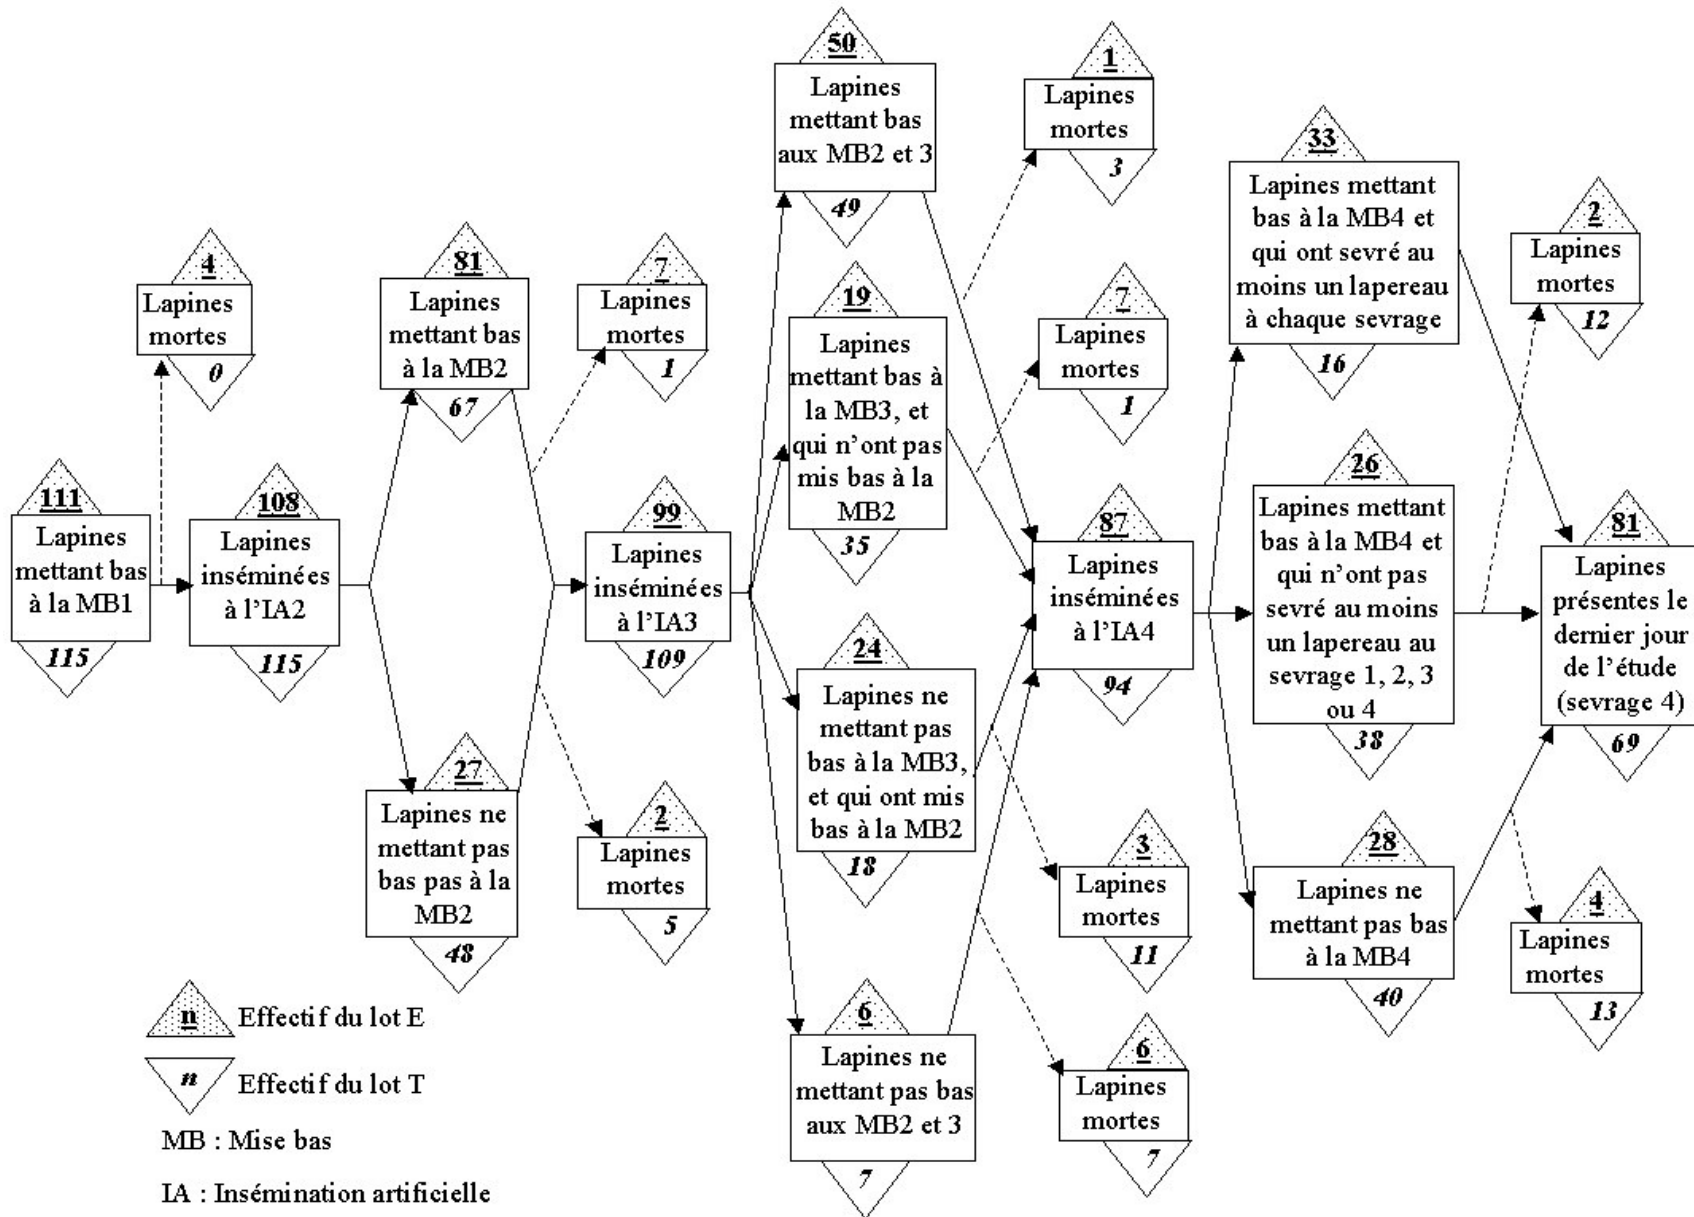 111
Lapines
mettant bas
à la MB1
115
4
Lapines
mortes
0
108
Lapines
inséminées
à l'IA2
115
81
Lapines
mettant bas
à la MB2
67
27
Lapines ne
mettant pas
bas pas à la
MB2
48
7
Lapines
mortes
1
2
Lapines
mortes
5
99
Lapines
inséminées
à l'IA3
109
50
Lapines
mettant bas
aux MB2 et 3
49
19
Lapines
mettant bas à
la MB3, et
qui n'ont pas
mis bas à la
MB2
35
24
Lapines ne
mettant pas
bas à la MB3,
et qui ont mis
bas à la MB2
18
6
Lapines ne
mettant pas bas
aux MB2 et 3
7
1
Lapines
mortes
3
7
Lapines
mortes
1
87
Lapines
inséminées
à l'IA4
94
3
Lapines
mortes
11
6
Lapines
mortes
7
33
Lapines mettant
bas à la MB4 et
qui ont sevré au
moins un lapereau
à chaque sevrage
16
26
Lapines mettant
bas à la MB4 et
qui n'ont pas
sevré au moins
un lapereau au
sevrage 1, 2, 3
ou 4
38
28
Lapines ne
mettant pas bas
à la MB4
40
2
Lapines
mortes
12
81
Lapines
présentes le
dernier jour
de l'étude
(sevrage 4)
69
4
Lapines
mortes
13
n Effectif du lot E
n Effectif du lot T
MB : Mise bas
IA : Insémination artificielle